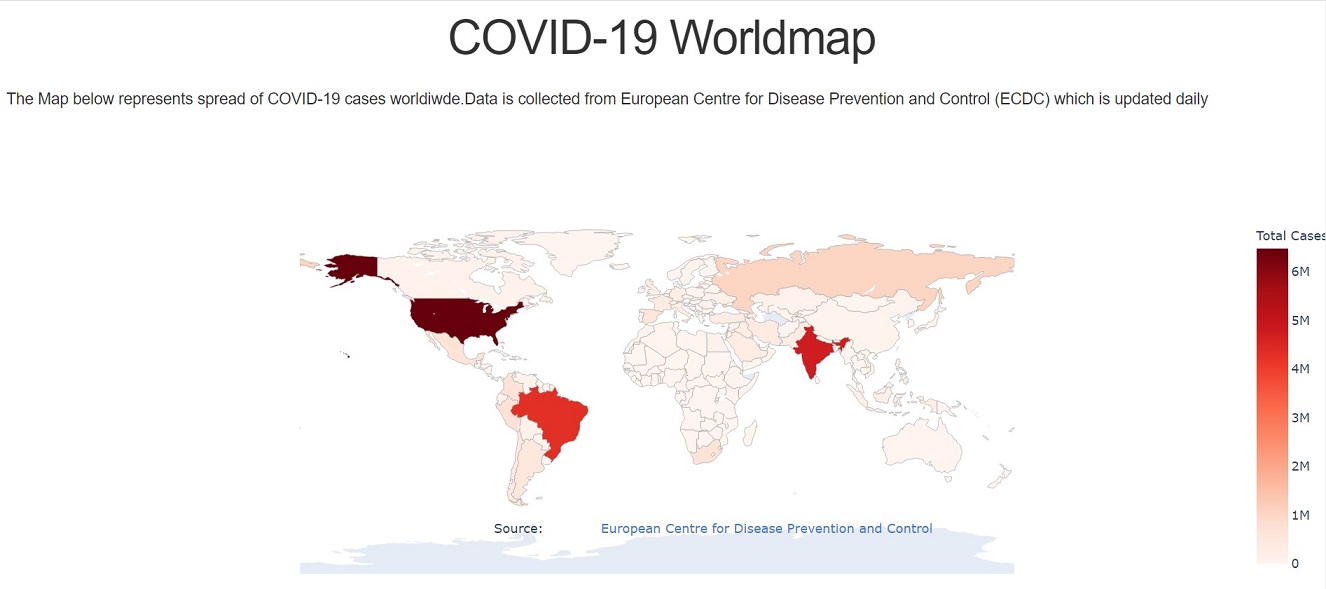 COVID-19 Worldmap
The Map below represents spread of COVID-19 cases worldiwde.Data is collected from European Centre for Disease Prevention and Control (ECDC) which is updated daily
Total Cases
6M
5M
4M
3M
2M
1M
0
Source: European Centre for Disease Prevention and Control